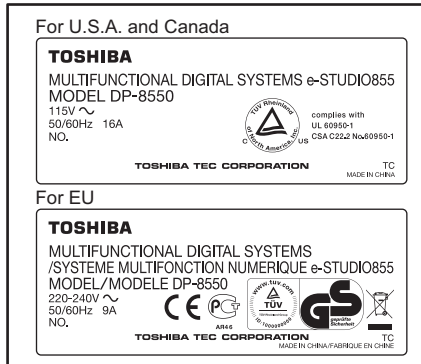 For U.S.A. and Canada
TOSHIBA
MULTIFUNCTIONAL DIGITAL SYSTEMS e-STUDIO855
MODEL DP-8550
115V ∿
50/60Hz 16A
NO.
TÜV Rheinland
of North America, Inc.
C US
complies with
UL 60950-1
CSA C22.2 No.60950-1
TOSHIBA TEC CORPORATION
TC
MADE IN CHINA
For EU
TOSHIBA
MULTIFUNCTIONAL DIGITAL SYSTEMS
/SYSTEME MULTIFONCTION NUMERIQUE e-STUDIO855
MODEL/MODELE DP-8550
220-240V ∿
50/60Hz 9A
NO.
CE
AR46
www.tuv.com
TÜV
GS
geprüfte
Sicherheit
TOSHIBA TEC CORPORATION
TC
MADE IN CHINA/FABRIQUE EN CHINE